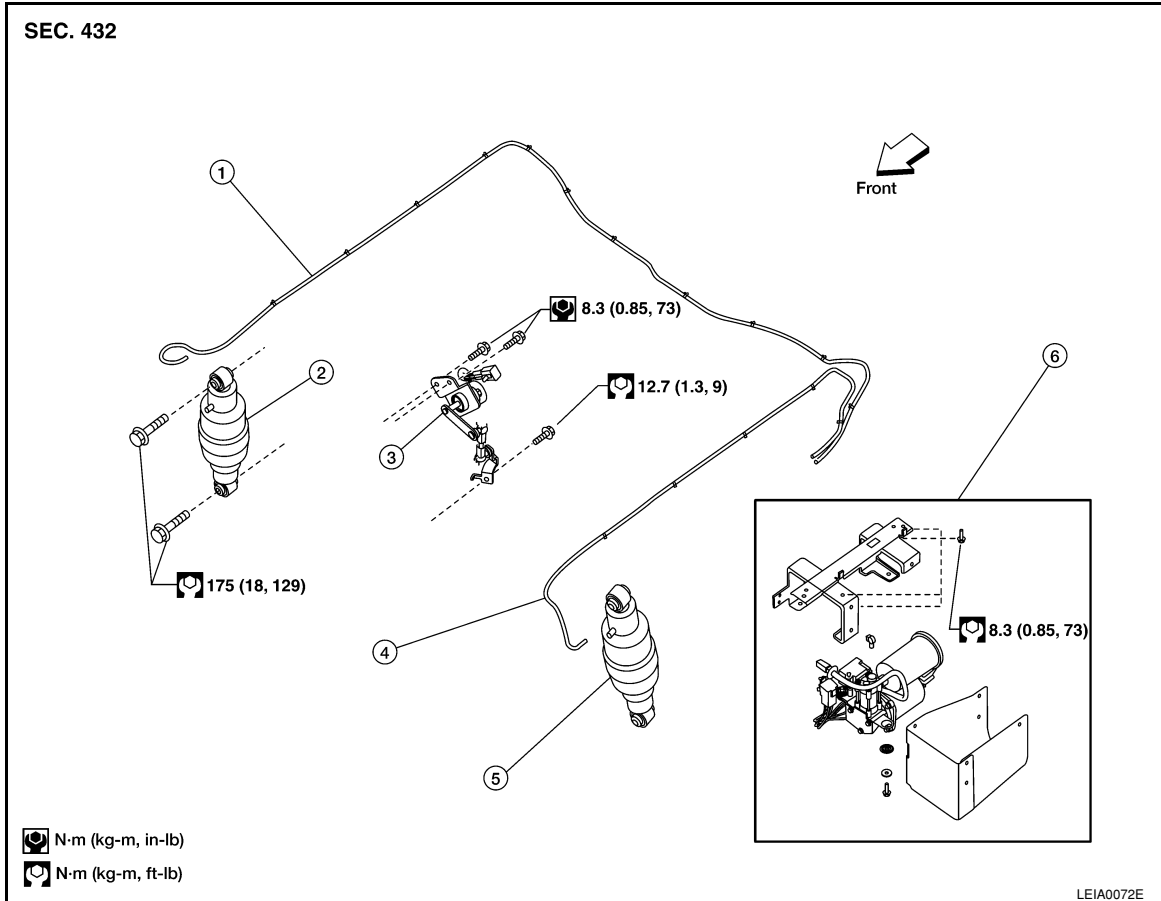 SEC. 432
1
Front
8.3 (0.85, 73)
6
2
12.7 (1.3, 9)
3
175 (18, 129)
8.3 (0.85, 73)
4
5
N·m (kg-m, in-lb)
N·m (kg-m, ft-lb)
LEIA0072E